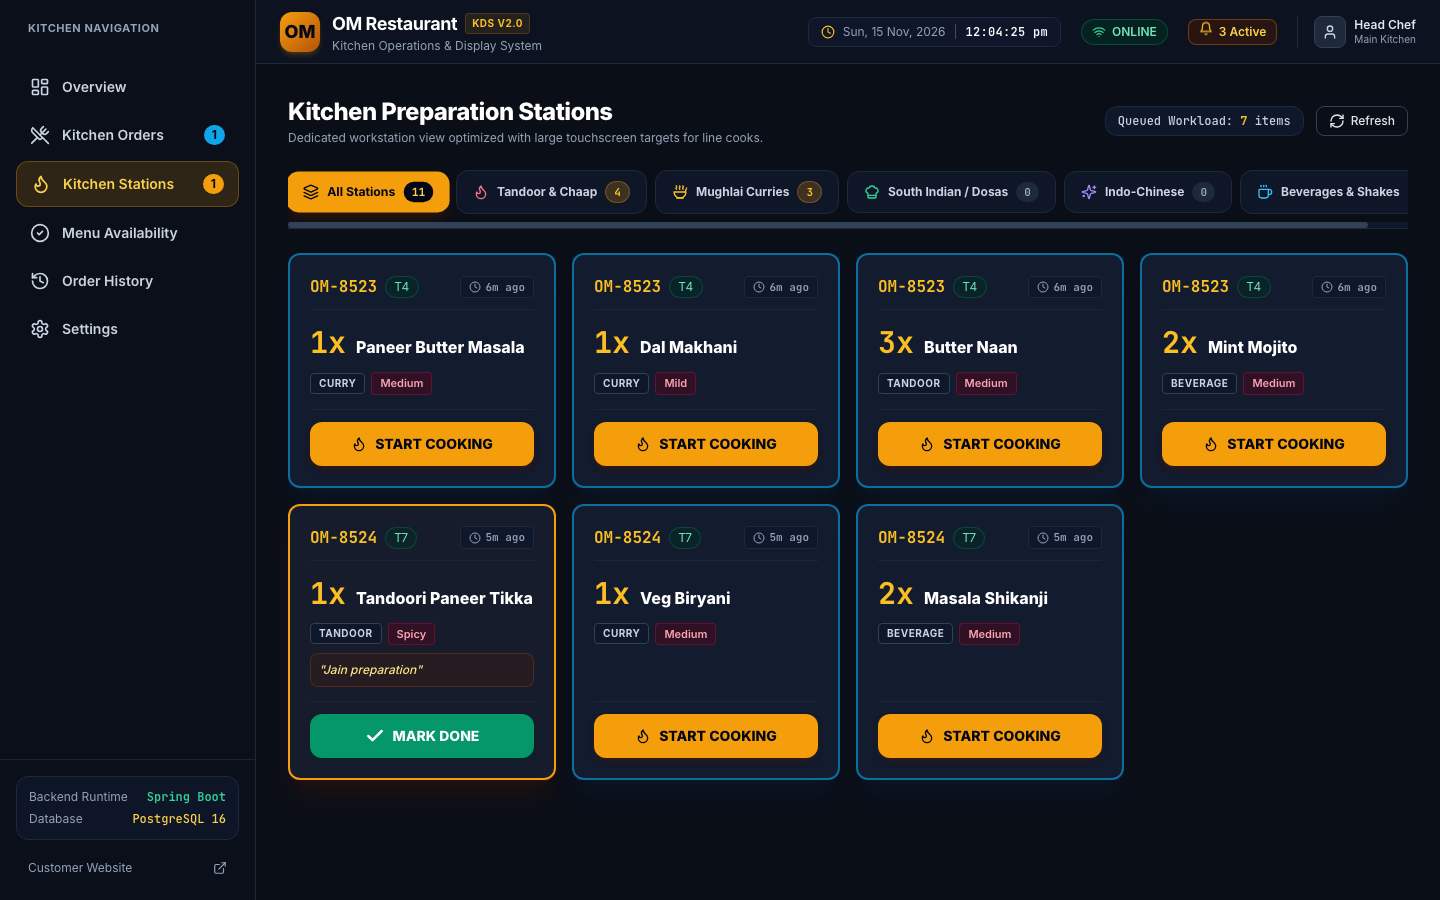 KITCHEN NAVIGATION
Overview
Kitchen Orders 1
Kitchen Stations 1
Menu Availability
Order History
Settings
Backend Runtime Spring Boot
Database PostgreSQL 16
Customer Website
OM
OM Restaurant KDS V2.0
Kitchen Operations & Display System
Sun, 15 Nov, 2026 12:04:25 pm
ONLINE
3 Active
Head Chef
Main Kitchen
Kitchen Preparation Stations
Dedicated workstation view optimized with large touchscreen targets for line cooks.
Queued Workload: 7 items
Refresh
All Stations 11
Tandoor & Chaap 4
Mughlai Curries 3
South Indian / Dosas 0
Indo-Chinese 0
Beverages & Shakes
OM-8523 T4 6m ago
1x Paneer Butter Masala
CURRY Medium
START COOKING
OM-8523 T4 6m ago
1x Dal Makhani
CURRY Mild
START COOKING
OM-8523 T4 6m ago
3x Butter Naan
TANDOOR Medium
START COOKING
OM-8523 T4 6m ago
2x Mint Mojito
BEVERAGE Medium
START COOKING
OM-8524 T7 5m ago
1x Tandoori Paneer Tikka
TANDOOR Spicy
"Jain preparation"
MARK DONE
OM-8524 T7 5m ago
1x Veg Biryani
CURRY Medium
START COOKING
OM-8524 T7 5m ago
2x Masala Shikanji
BEVERAGE Medium
START COOKING